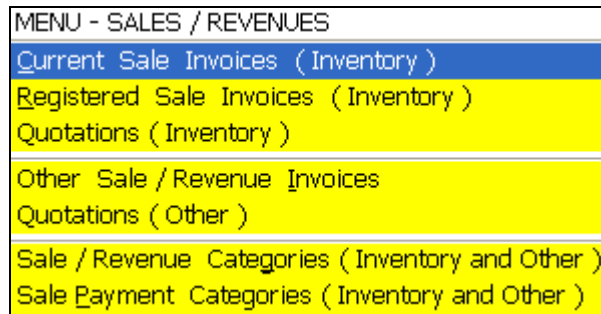 MENU - SALES / REVENUES
Current Sale Invoices ( Inventory )
Registered Sale Invoices ( Inventory )
Quotations ( Inventory )
Other Sale / Revenue Invoices
Quotations ( Other )
Sale / Revenue Categories ( Inventory and Other )
Sale Payment Categories ( Inventory and Other )